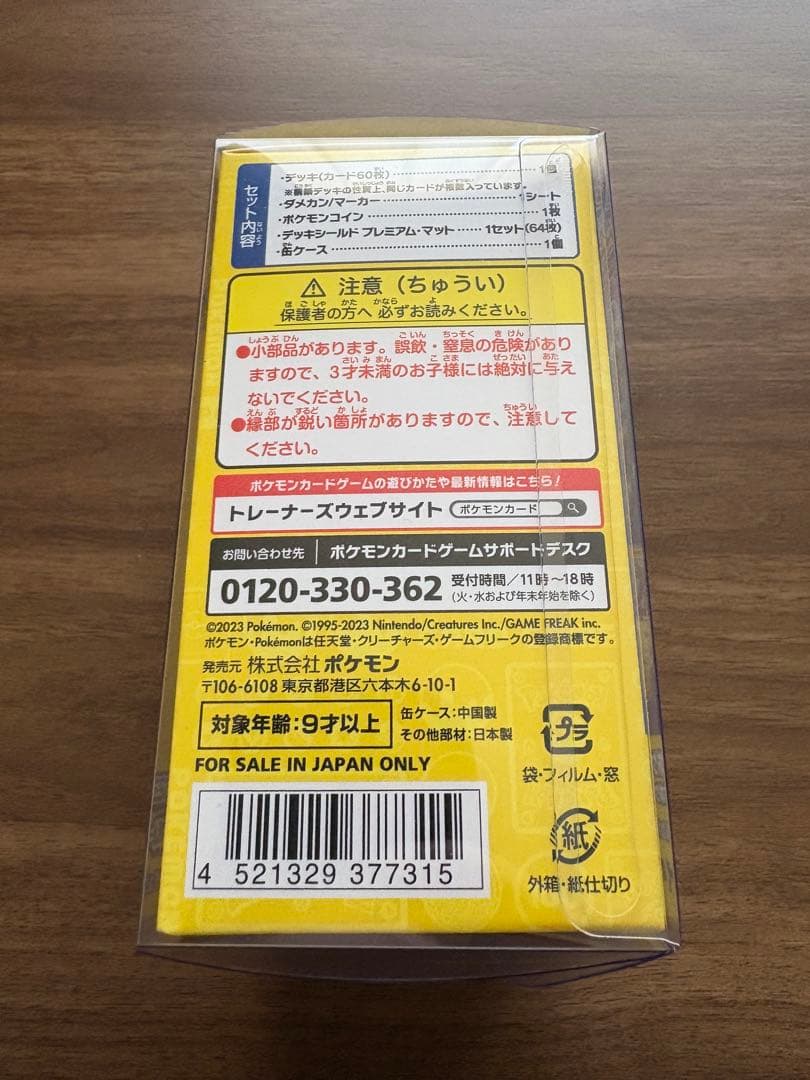 セット内容
・デッキ(カード60枚)……1個
※構築デッキの性質上、同じカードが複数入っています。
・ダメカン/マーカー……1シート
・ポケモンコイン……1枚
・デッキシールド プレミアム・マット……1セット(64枚)
・缶ケース……1個
⚠ 注意（ちゅうい）
保護者の方へ 必ずお読みください。
●小部品があります。誤飲・窒息の危険があり
ますので、3才未満のお子様には絶対に与え
ないでください。
●縁部が鋭い箇所がありますので、注意して
ください。
ポケモンカードゲームの遊びかたや最新情報はこちら!
トレーナーズウェブサイト ポケモンカード
お問い合わせ先 ポケモンカードゲームサポートデスク
0120-330-362 受付時間/11時〜18時
(火・水および年末年始を除く)
©2023 Pokémon. ©1995-2023 Nintendo/Creatures Inc./GAME FREAK inc.
ポケモン・Pokémonは任天堂・クリーチャーズ・ゲームフリークの登録商標です。
発売元 株式会社ポケモン
〒106-6108 東京都港区六本木6-10-1
対象年齢:9才以上
缶ケース:中国製
その他部材:日本製
FOR SALE IN JAPAN ONLY
プラ
袋・フィルム・窓
紙
外箱・紙仕切り
4 521329 377315